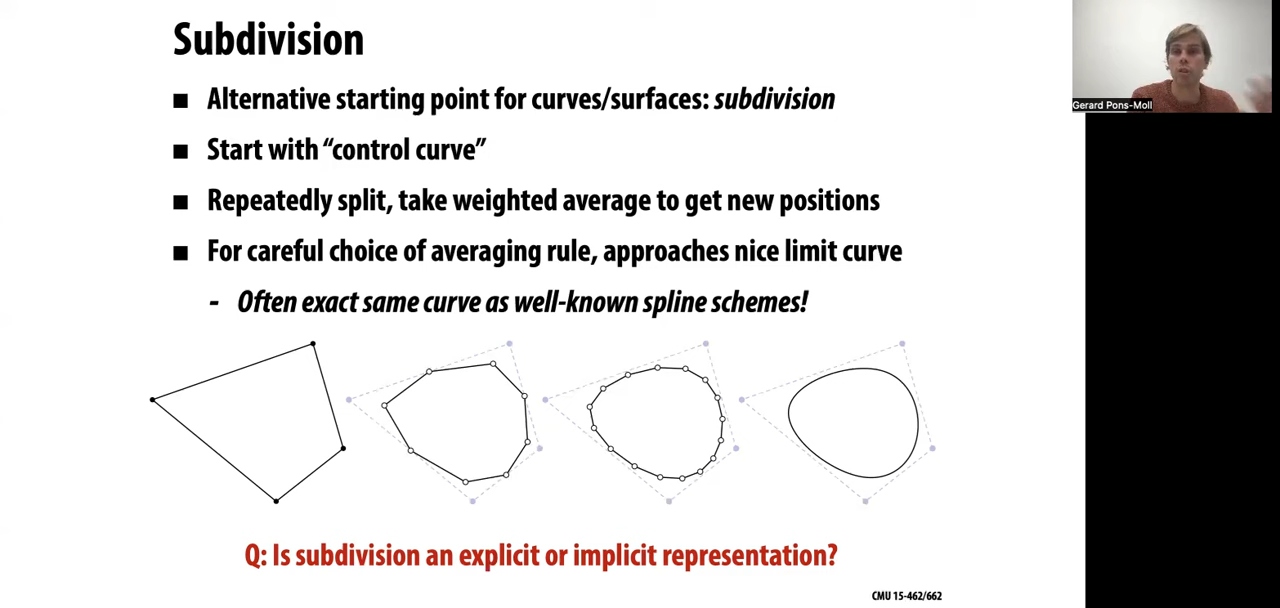 Subdivision
■ Alternative starting point for curves/surfaces: subdivision
■ Start with “control curve”
■ Repeatedly split, take weighted average to get new positions
■ For careful choice of averaging rule, approaches nice limit curve
- Often exact same curve as well-known spline schemes!
Q: Is subdivision an explicit or implicit representation?
CMU 15-462/662
Gerard Pons-Moll